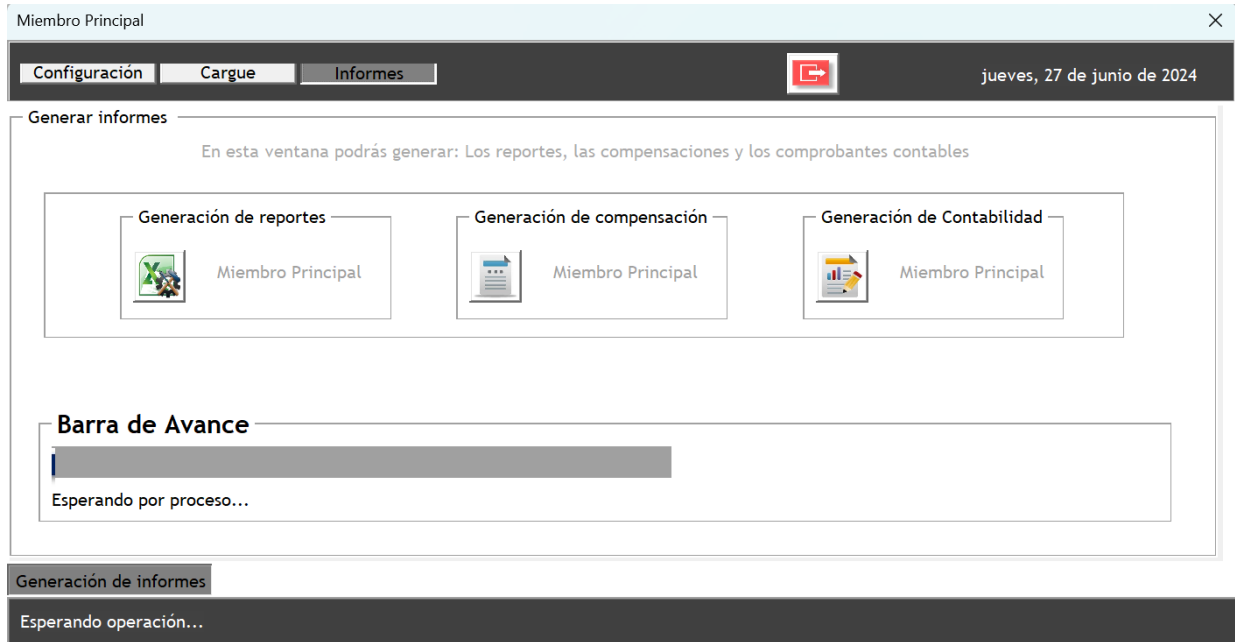 Miembro Principal
Configuración Cargue Informes jueves, 27 de junio de 2024
Generar informes
En esta ventana podrás generar: Los reportes, las compensaciones y los comprobantes contables
Generación de reportes Generación de compensación Generación de Contabilidad
Miembro Principal Miembro Principal Miembro Principal
Barra de Avance
Esperando por proceso...
Generación de informes
Esperando operación...